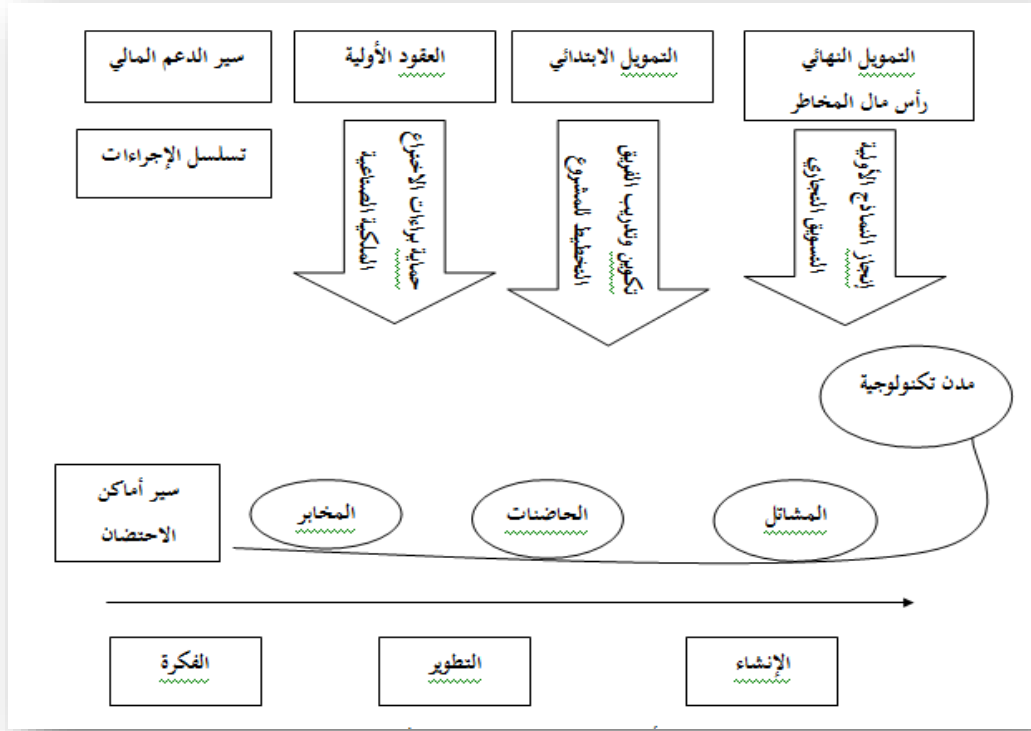 التمويل النهائي
رأس مال المخاطر
التمويل الابتدائي
العقود الأولية
سير الدعم المالي
تسلسل الإجراءات
إنجاز النماذج الأولية
التسويق التجاري
تكوين وتدريب الفريق
التخطيط للمشروع
حماية براءات الاختراع
الملكية الصناعية
مدن تكنولوجية
سير أماكن
الاحتضان
المخابر
الحاضنات
المشاتل
الفكرة
التطوير
الإنشاء